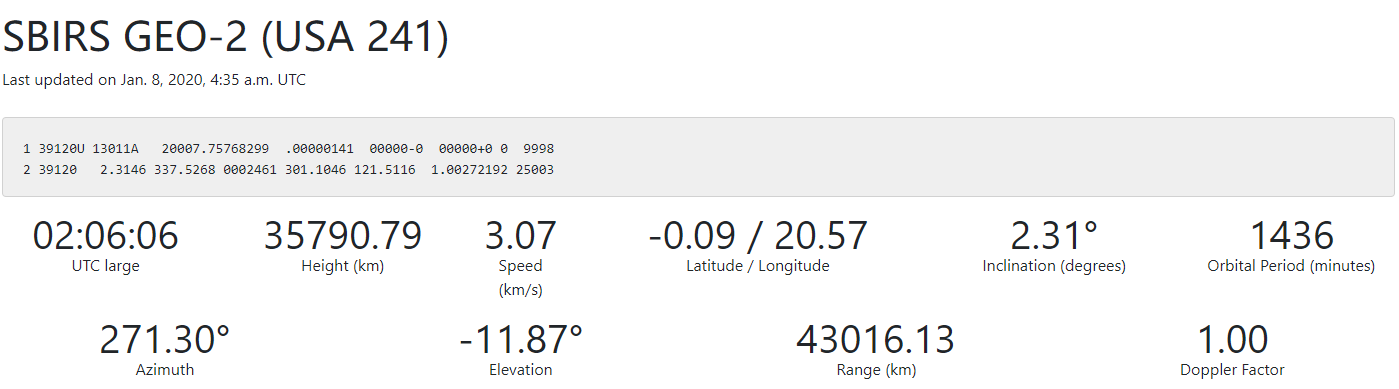 SBIRS GEO-2 (USA 241)
Last updated on Jan. 8, 2020, 4:35 a.m. UTC
1 39120U 13011A   20007.75768299  .00000141  00000-0  00000+0 0  9998
2 39120   2.3146 337.5268 0002461 301.1046 121.5116  1.00272192 25003
02:06:06 35790.79 3.07 -0.09 / 20.57 2.31° 1436
UTC large Height (km) Speed Latitude / Longitude Inclination (degrees) Orbital Period (minutes)
(km/s)
271.30° -11.87° 43016.13 1.00
Azimuth Elevation Range (km) Doppler Factor